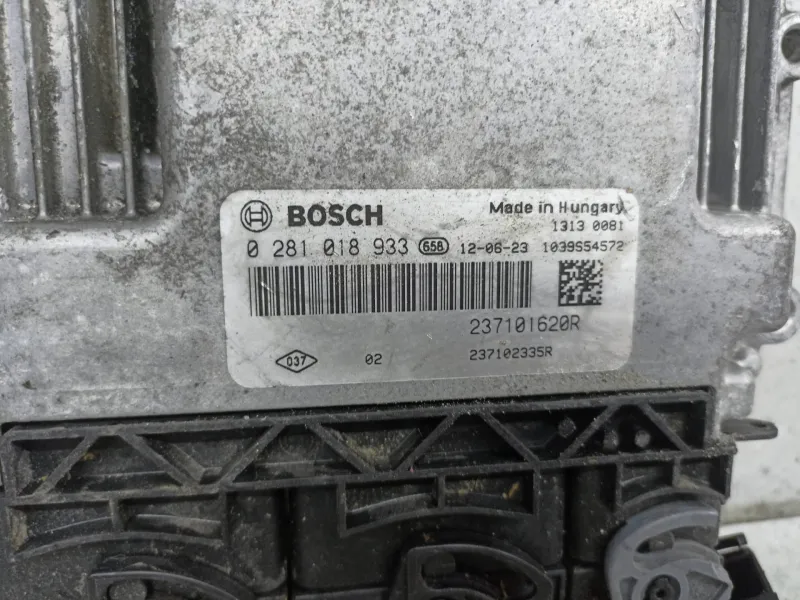 BOSCH Made in Hungary
1313 0081
0 281 018 933 658 12-06-23 1039S54572
237101620R
037 02 237102335R